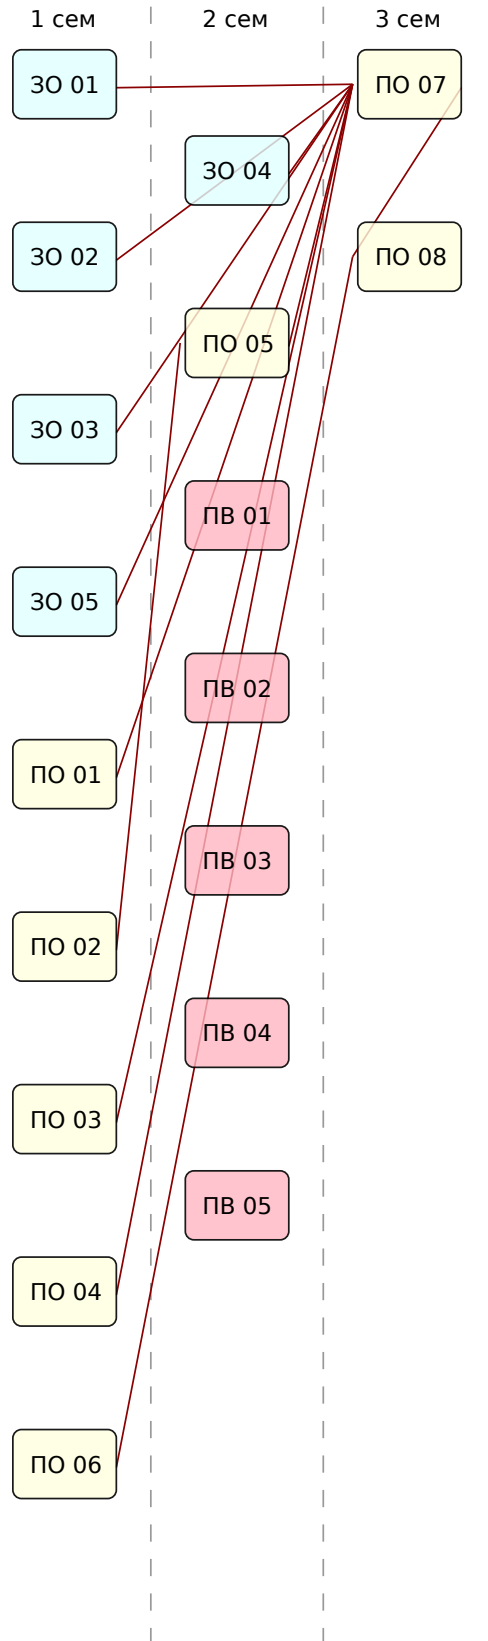 1 сем
2 сем
3 сем
ЗО 01
ПО 07
ЗО 04
ЗО 02
ПО 08
ПО 05
ЗО 03
ПВ 01
ЗО 05
ПВ 02
ПО 01
ПВ 03
ПО 02
ПВ 04
ПО 03
ПВ 05
ПО 04
ПО 06